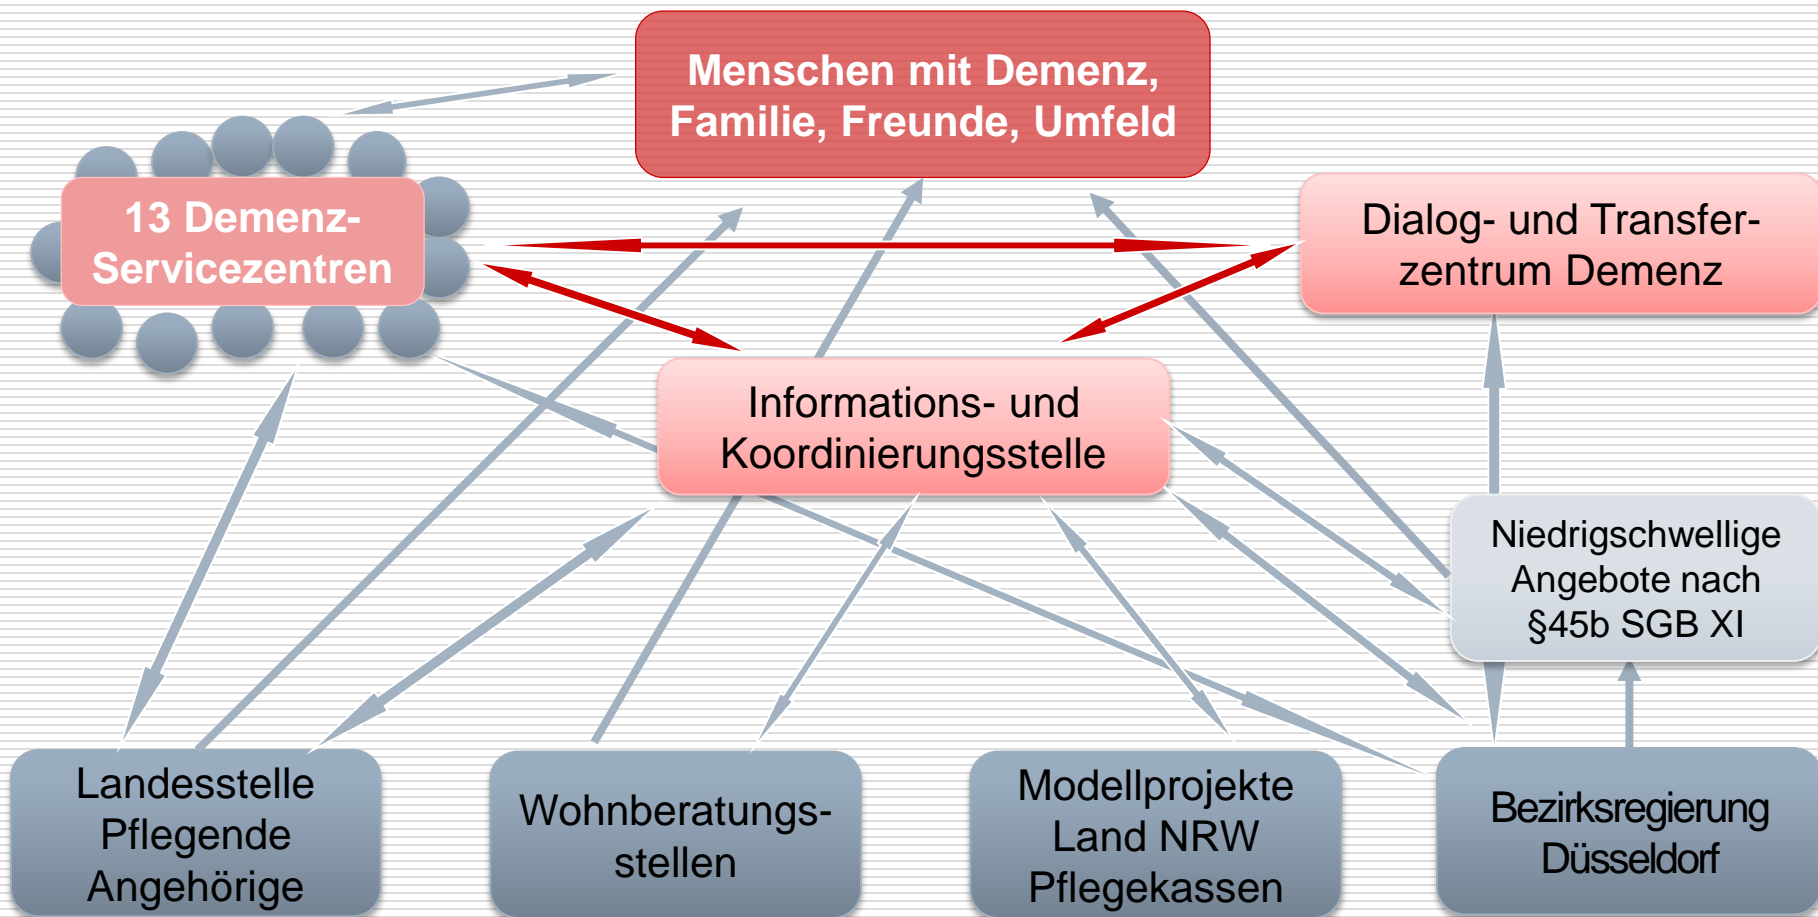 Menschen mit Demenz,
Familie, Freunde, Umfeld
13 Demenz-
Servicezentren
Dialog- und Transfer-
zentrum Demenz
Informations- und
Koordinierungsstelle
Niedrigschwellige
Angebote nach
§45b SGB XI
Landesstelle
Pflegende
Angehörige
Wohnberatungs-
stellen
Modellprojekte
Land NRW
Pflegekassen
Bezirksregierung
Düsseldorf